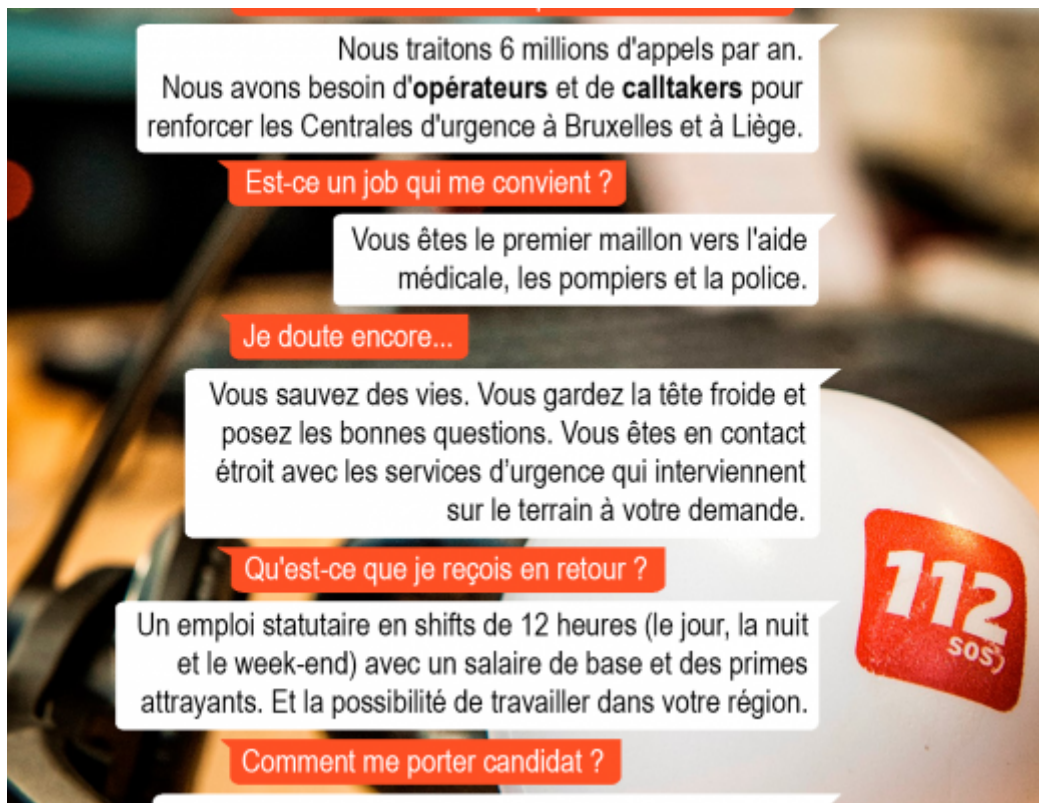 Nous traitons 6 millions d'appels par an.
Nous avons besoin d'opérateurs et de calltakers pour
renforcer les Centrales d'urgence à Bruxelles et à Liège.
Est-ce un job qui me convient ?
Vous êtes le premier maillon vers l'aide
médicale, les pompiers et la police.
Je doute encore...
Vous sauvez des vies. Vous gardez la tête froide et
posez les bonnes questions. Vous êtes en contact
étroit avec les services d’urgence qui interviennent
sur le terrain à votre demande.
Qu'est-ce que je reçois en retour ?
Un emploi statutaire en shifts de 12 heures (le jour, la nuit
et le week-end) avec un salaire de base et des primes
attrayants. Et la possibilité de travailler dans votre région.
Comment me porter candidat ?
112
SOS